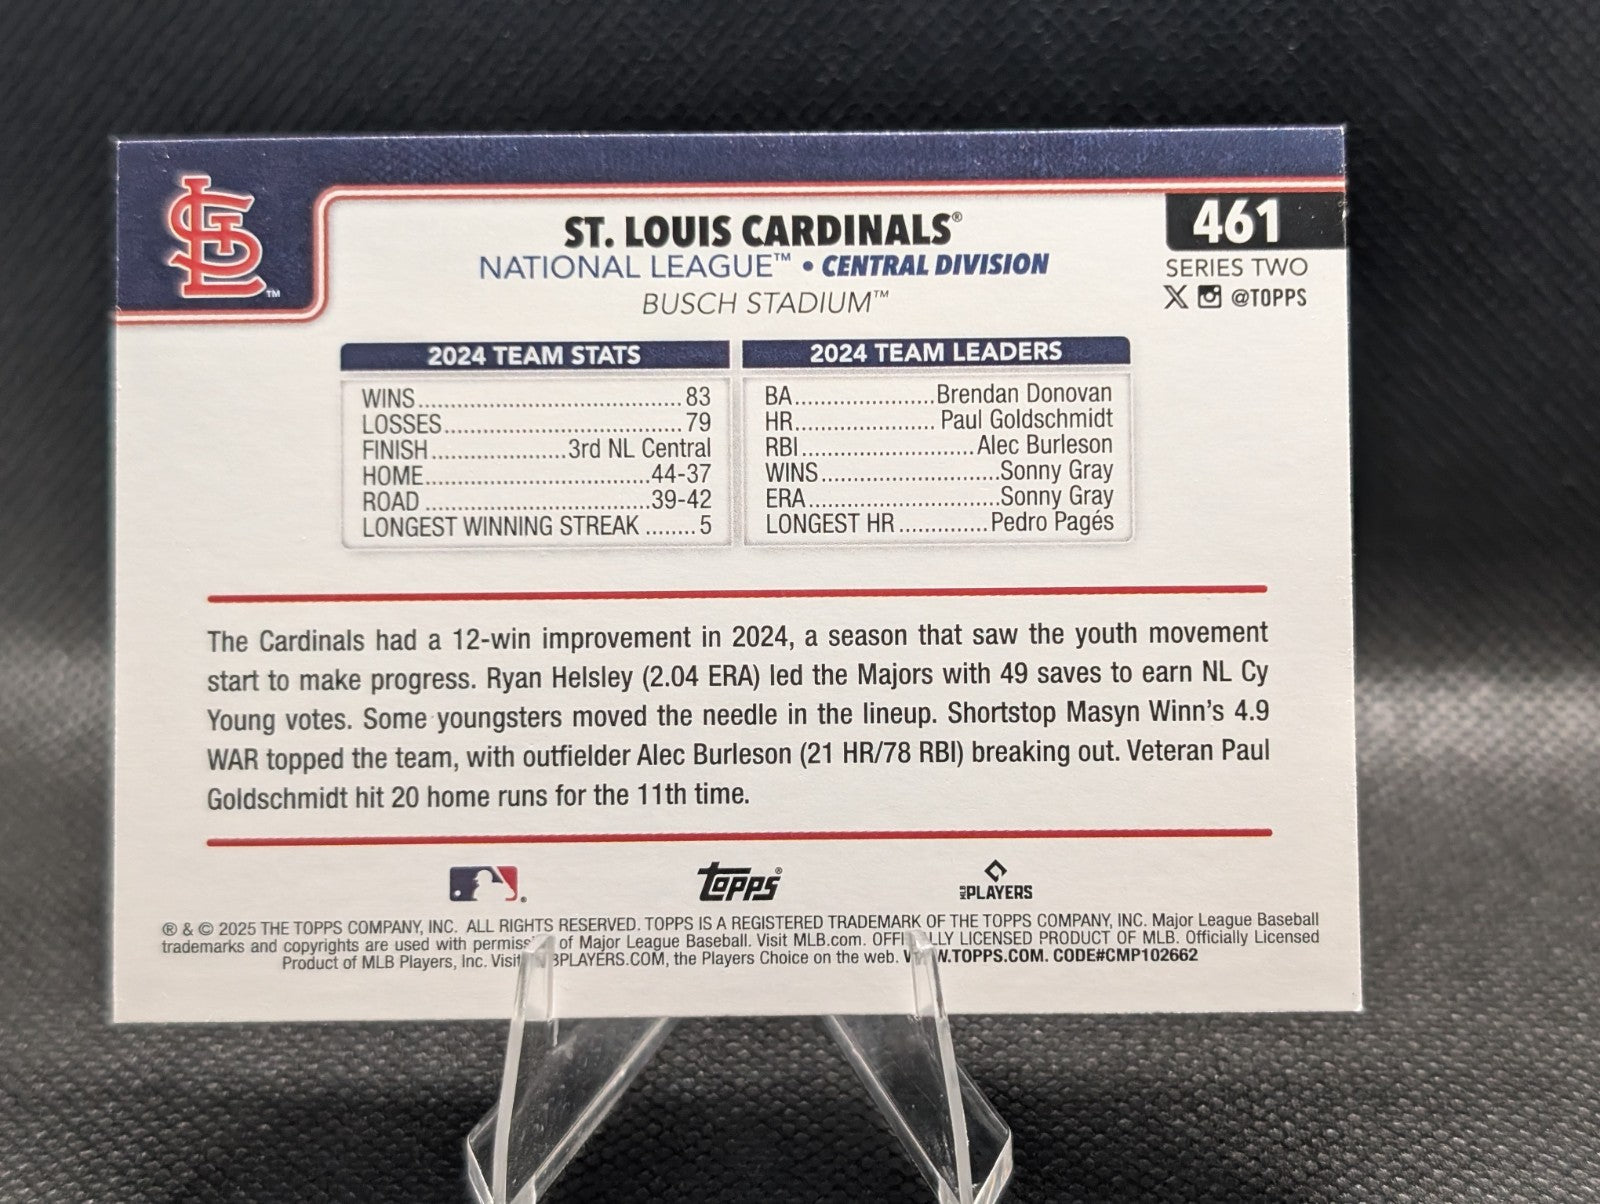 STL™
ST. LOUIS CARDINALS®
NATIONAL LEAGUE™ • CENTRAL DIVISION
BUSCH STADIUM™
461
SERIES TWO
@TOPPS
2024 TEAM STATS
WINS........................................83
LOSSES....................................79
FINISH.....................3rd NL Central
HOME..................................44-37
ROAD ..................................39-42
LONGEST WINNING STREAK ........5
2024 TEAM LEADERS
BA.....................Brendan Donovan
HR..................... Paul Goldschmidt
RBI..........................Alec Burleson
WINS...........................Sonny Gray
ERA.............................Sonny Gray
LONGEST HR..............Pedro Pagés
The Cardinals had a 12-win improvement in 2024, a season that saw the youth movement
start to make progress. Ryan Helsley (2.04 ERA) led the Majors with 49 saves to earn NL Cy
Young votes. Some youngsters moved the needle in the lineup. Shortstop Masyn Winn's 4.9
WAR topped the team, with outfielder Alec Burleson (21 HR/78 RBI) breaking out. Veteran Paul
Goldschmidt hit 20 home runs for the 11th time.
Topps®
MLB PLAYERS
® & © 2025 THE TOPPS COMPANY, INC. ALL RIGHTS RESERVED. TOPPS IS A REGISTERED TRADEMARK OF THE TOPPS COMPANY, INC. Major League Baseball
trademarks and copyrights are used with of Major League Baseball. Visit MLB.com. LICENSED PRODUCT OF MLB. Officially Licensed
Product of MLB Players, Inc. Visit the Players Choice on the web. CODE#CMP102662